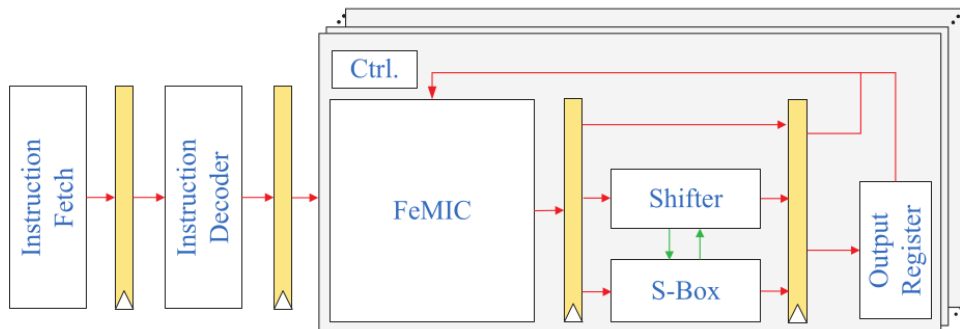 Ctrl.
Instruction
Fetch
Instruction
Decoder
FeMIC
Shifter
S-Box
Output
Register